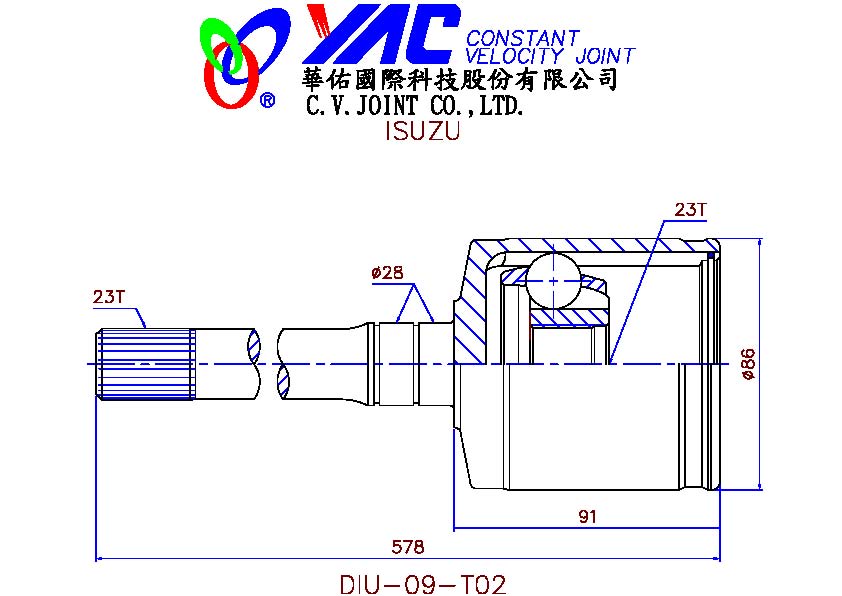 YAC CONSTANT
VELOCITY JOINT
®
華佑國際科技股份有限公司
C.V.JOINT CO.,LTD.
ISUZU
23T
ø28
23T
ø86
91
578
DIU-09-T02